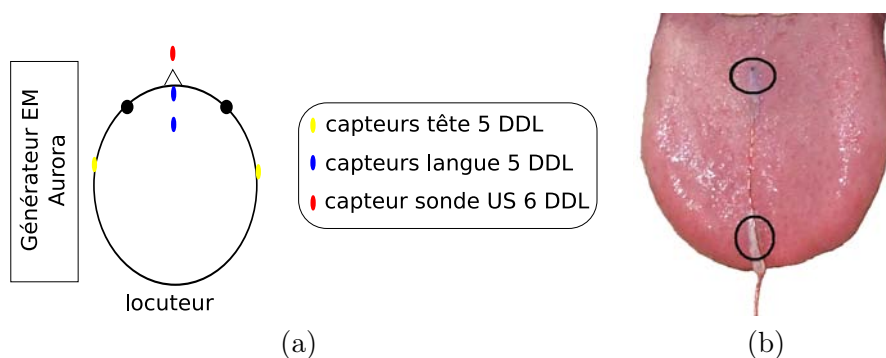 Générateur EM
Aurora
capteurs tête 5 DDL
capteurs langue 5 DDL
capteur sonde US 6 DDL
locuteur
(a)
(b)